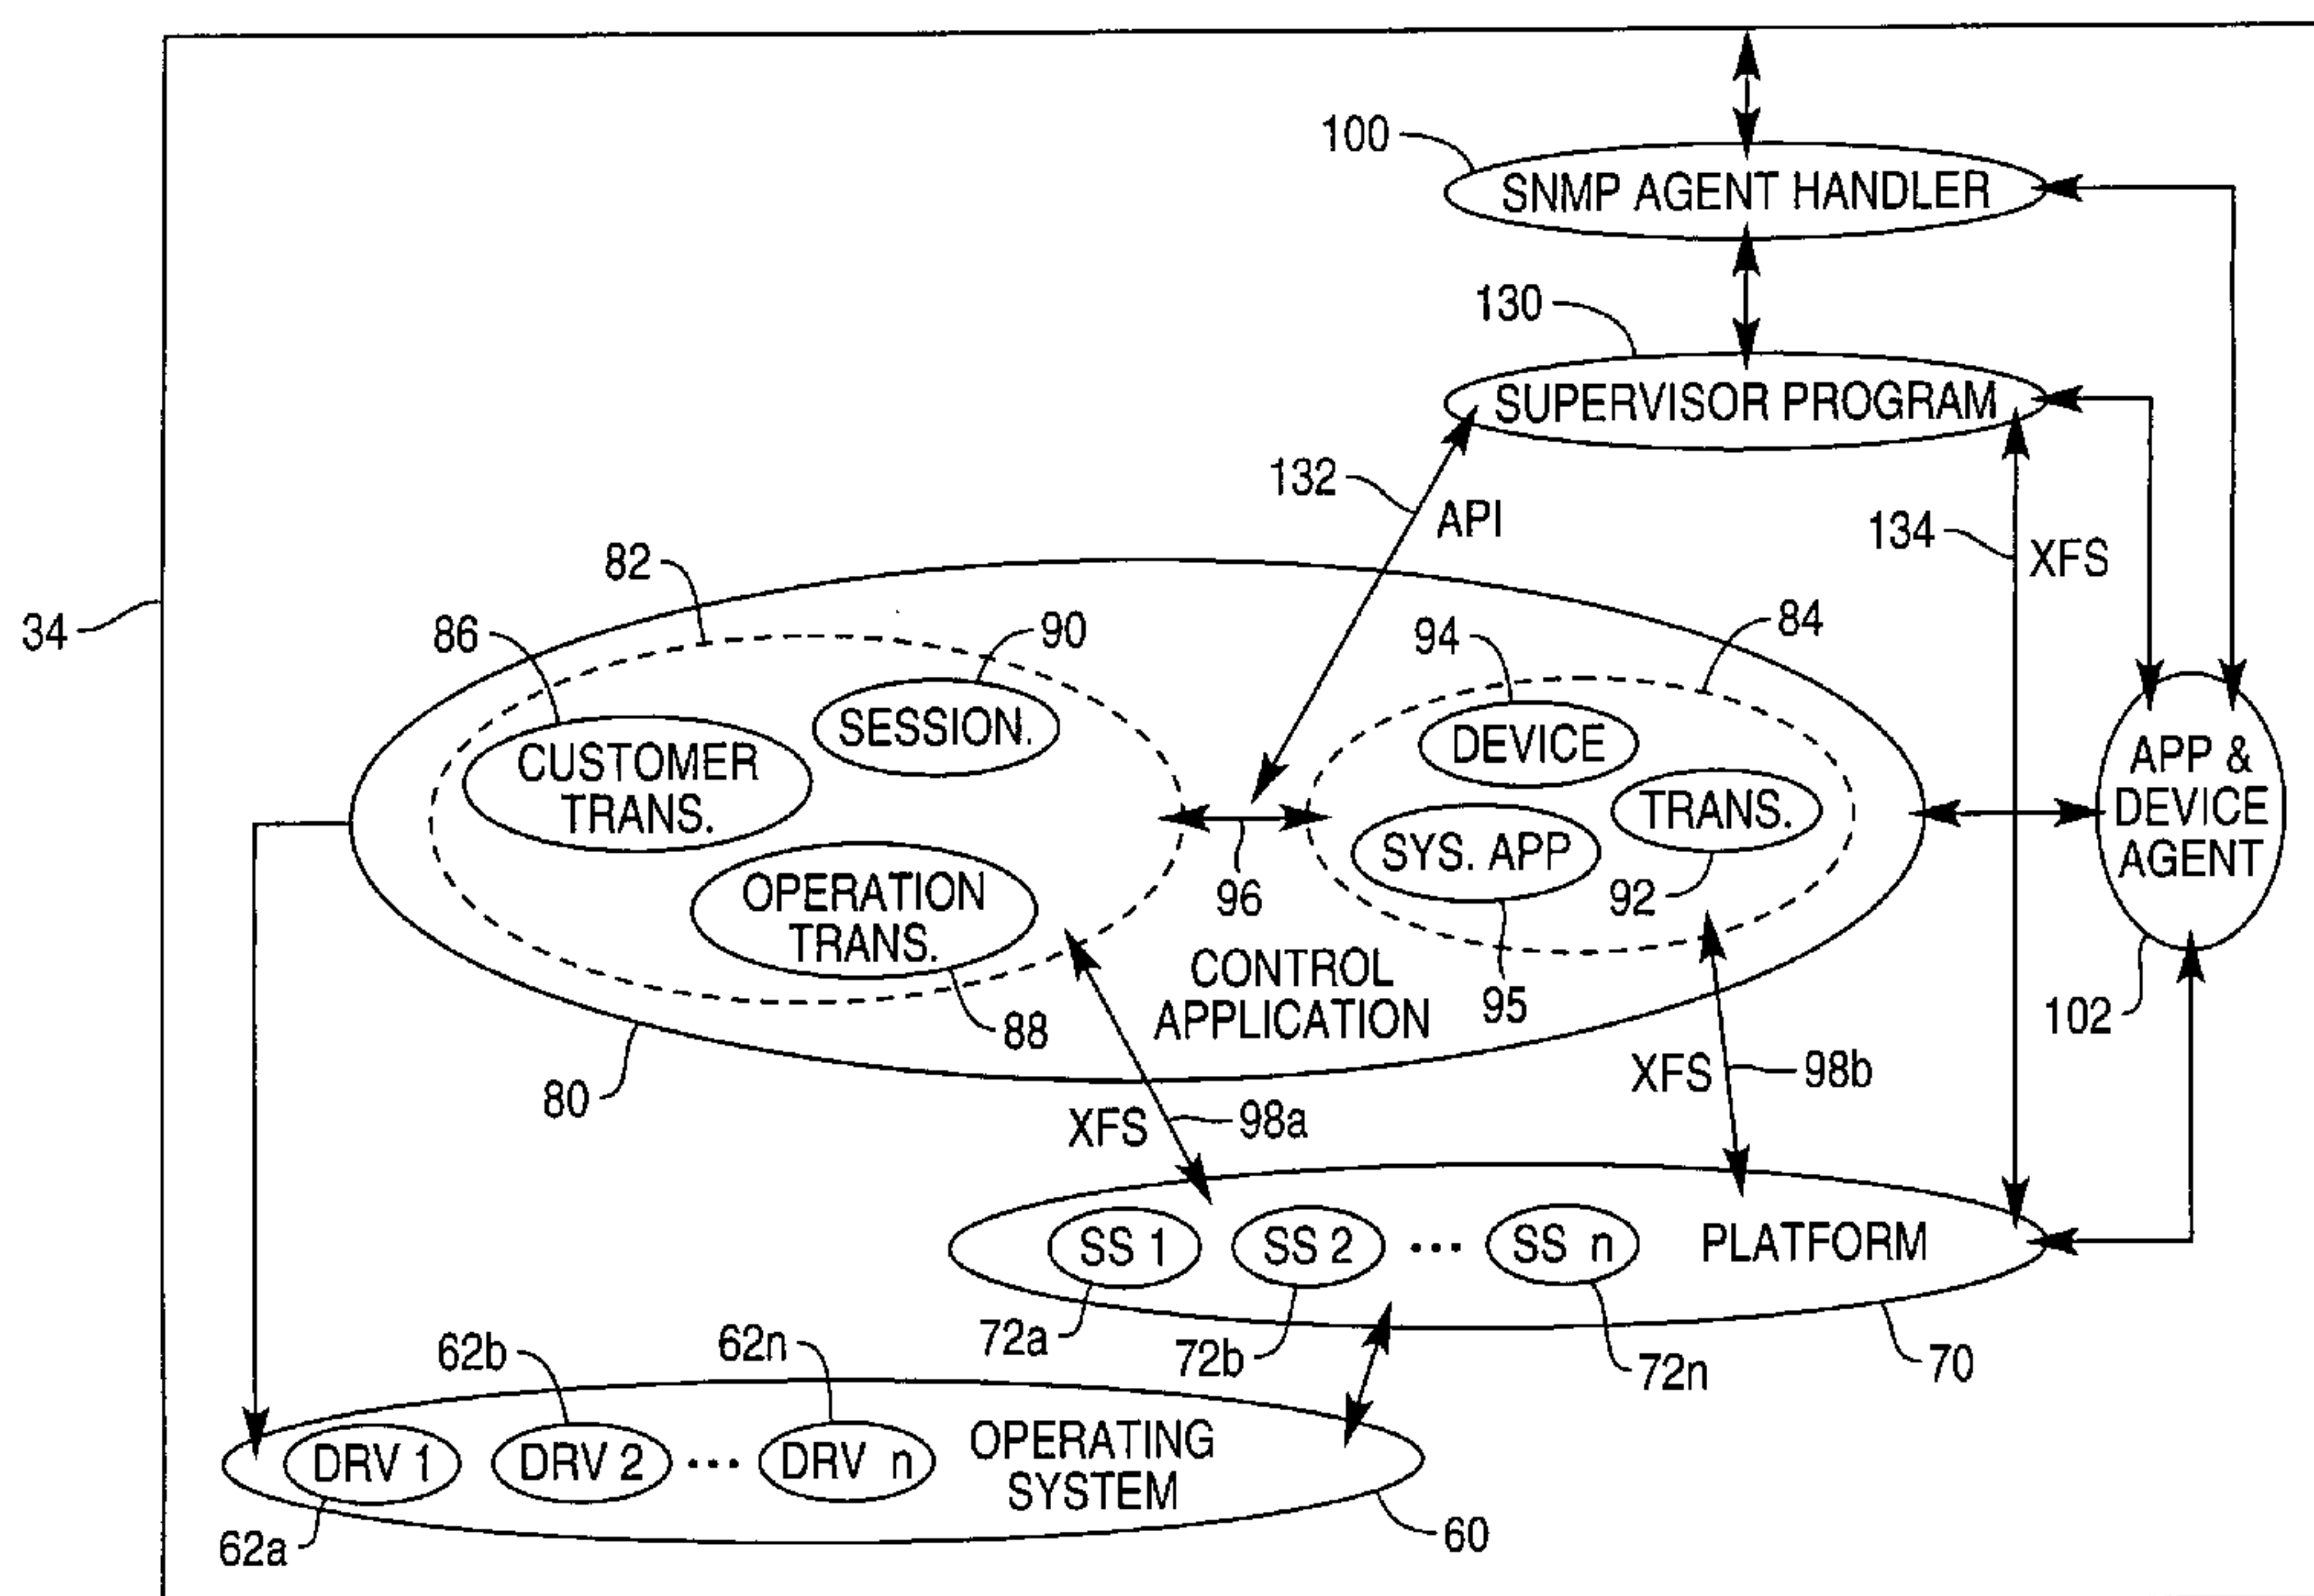 100
SNMP AGENT HANDLER
130
SUPERVISOR PROGRAM
132
API
134
XFS
34
82
86
90
94
84
SESSION.
CUSTOMER
TRANS.
DEVICE
TRANS.
SYS. APP
APP &
DEVICE
AGENT
96
92
OPERATION
TRANS.
CONTROL
APPLICATION
95
88
102
80
XFS
98a
XFS
98b
SS 1
SS 2
•••
SS n
PLATFORM
72a
72b
72n
70
62b
62n
DRV 1
DRV 2
•••
DRV n
OPERATING
SYSTEM
62a
60